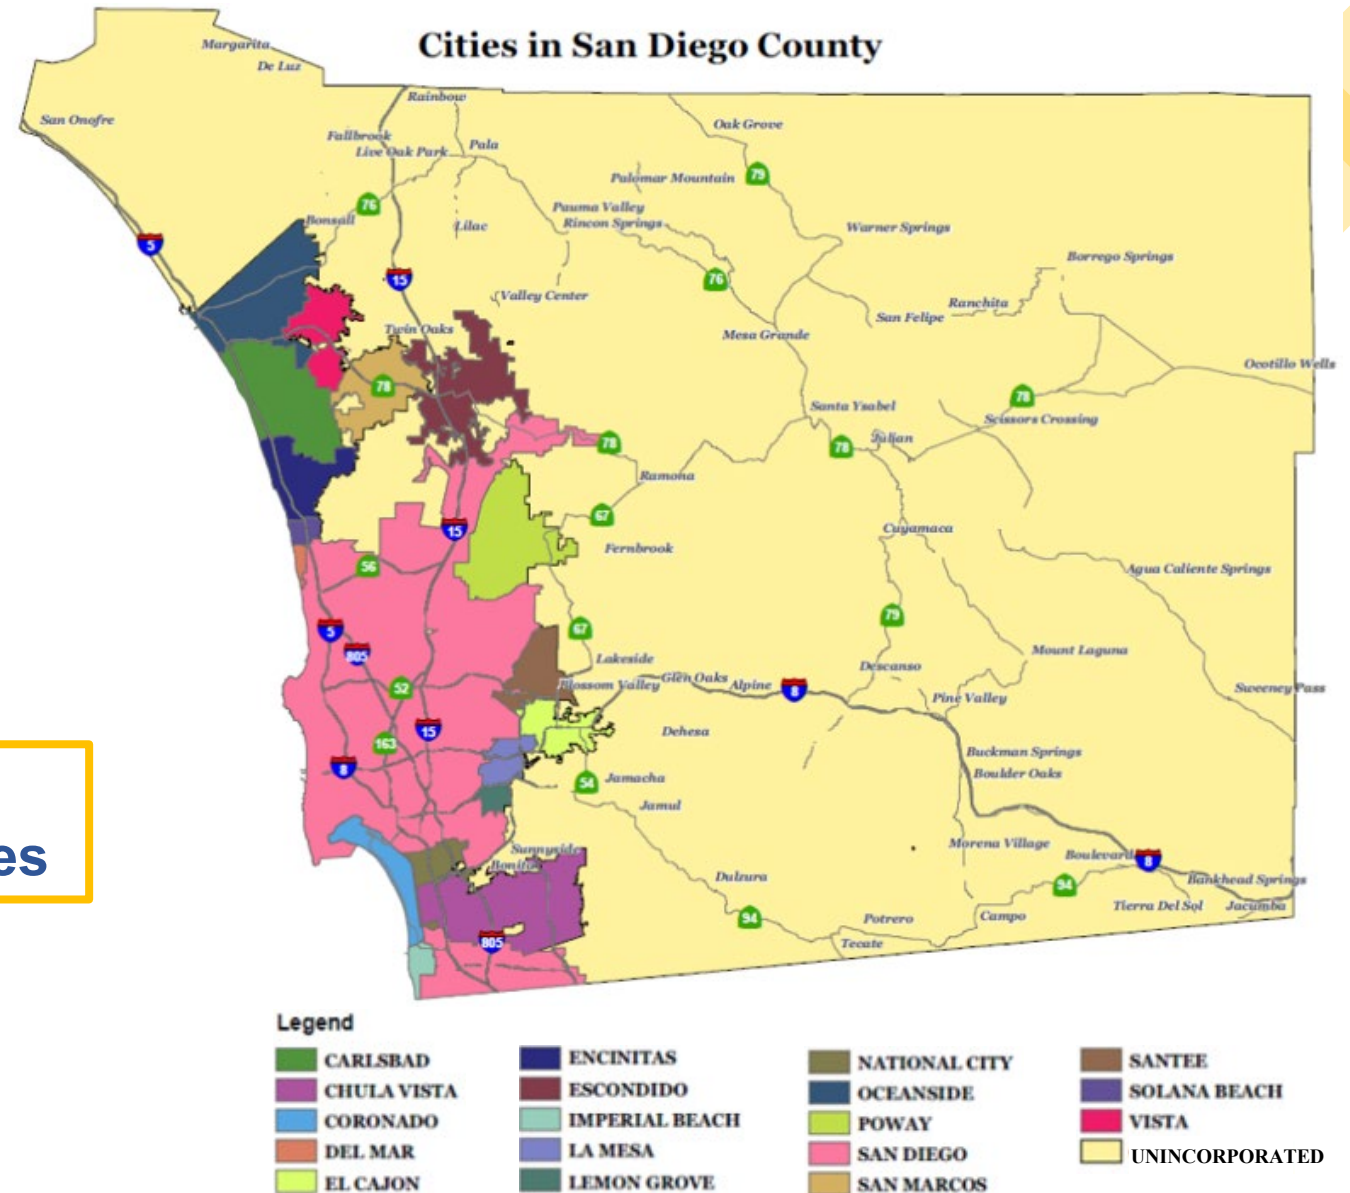 Cities in San Diego County
Margarita
De Luz
San Onofre
Rainbow
Fallbrook
Live Oak Park
Pala
Oak Grove
79
Palomar Mountain
76
Bonsall
Pauma Valley
Rincon Springs
Lilac
Warner Springs
5
15
76
Borrego Springs
Valley Center
Ranchita
San Felipe
Twin Oaks
Mesa Grande
Ocotillo Wells
78
78
Santa Ysabel
Scissors Crossing
78
78
Julian
Ramona
67
15
Cuyamaca
Fernbrook
56
Agua Caliente Springs
79
5
67
805
Lakeside
Mount Laguna
Descanso
52
Blossom Valley
Glen Oaks
Alpine
8
Pine Valley
Sweeney Pass
163
15
Dehesa
Buckman Springs
8
54
Jamacha
Boulder Oaks
Jamul
es
Sunnyside
Bonita
Morena Village
Boulevard
8
Dulzura
94
Bankhead Springs
94
Potrero
Campo
Tierra Del Sol
Jacumba
805
Tecate
Legend
CARLSBAD
CHULA VISTA
CORONADO
DEL MAR
EL CAJON
ENCINITAS
ESCONDIDO
IMPERIAL BEACH
LA MESA
LEMON GROVE
NATIONAL CITY
OCEANSIDE
POWAY
SAN DIEGO
SAN MARCOS
SANTEE
SOLANA BEACH
VISTA
UNINCORPORATED